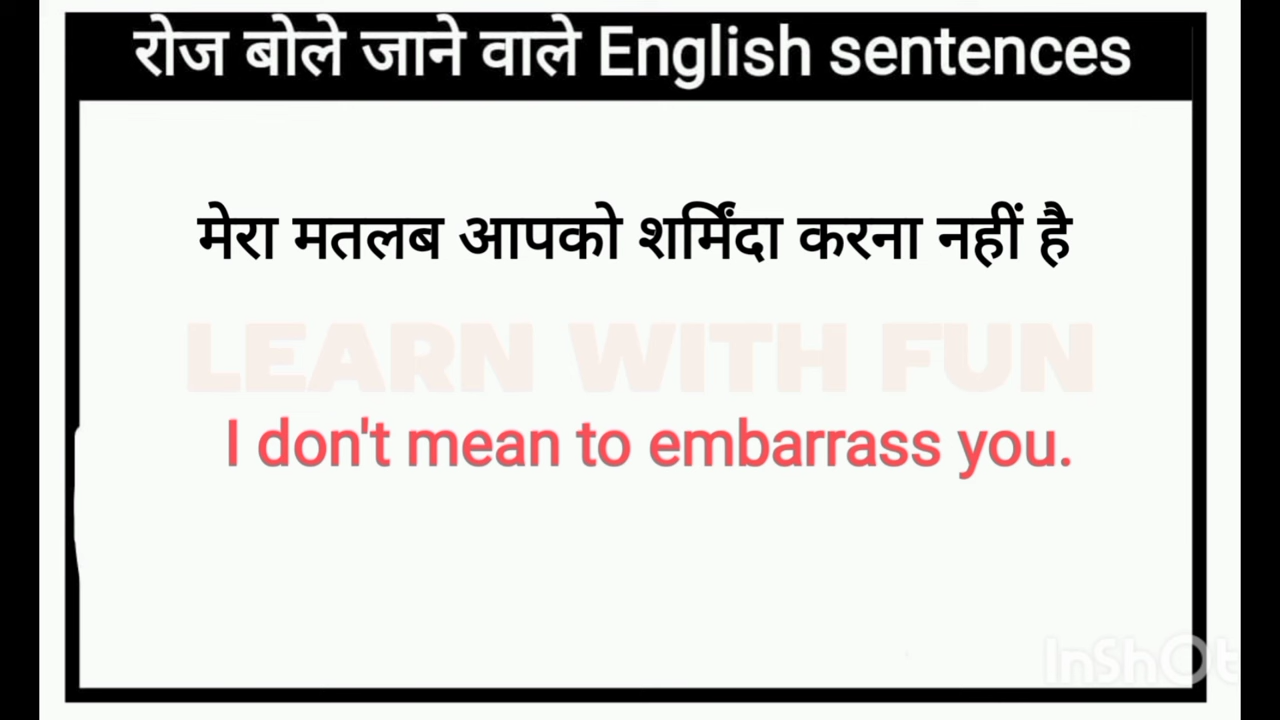 रोज बोले जाने वाले English sentences
मेरा मतलब आपको शर्मिंदा करना नहीं है
LEARN WITH FUN
I don't mean to embarrass you.
InShOt